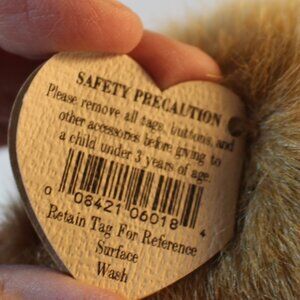 SAFETY PRECAUTION
Please remove all tags, buttons, and
other accessories before giving to
a child under 3 years of age.
0 08421 06018 4
Retain Tag For Reference
Surface
Wash